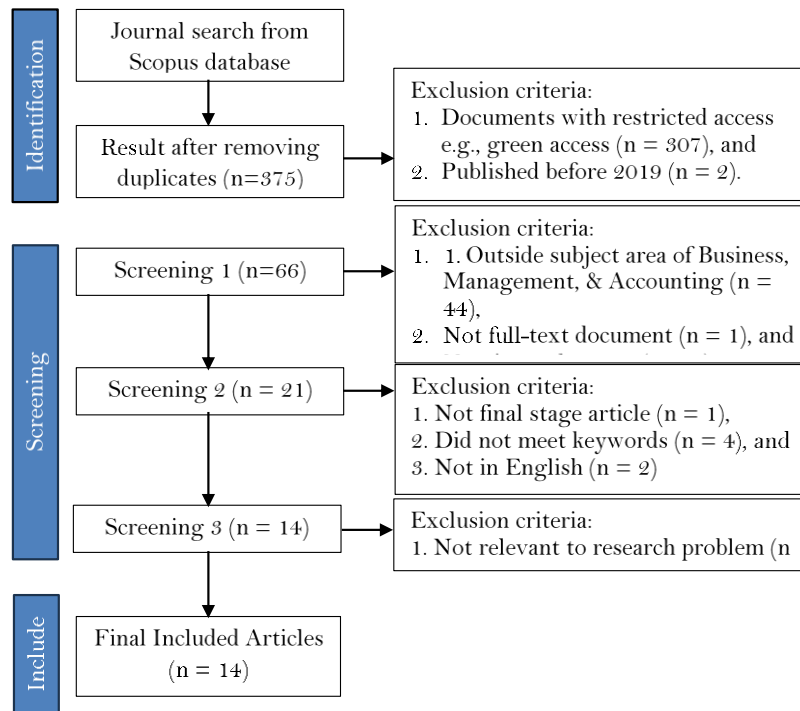 Identification
Journal search from
Scopus database
Result after removing
duplicates (n=375)
Exclusion criteria:
1. Documents with restricted access
e.g., green access (n = 307), and
2. Published before 2019 (n = 2).
Screening
Screening 1 (n=66)
Exclusion criteria:
1. 1. Outside subject area of Business,
Management, & Accounting (n =
44),
2. Not full-text document (n = 1), and
Screening 2 (n = 21)
Exclusion criteria:
1. Not final stage article (n = 1),
2. Did not meet keywords (n = 4), and
3. Not in English (n = 2)
Screening 3 (n = 14)
Exclusion criteria:
1. Not relevant to research problem (n
Include
Final Included Articles
(n = 14)